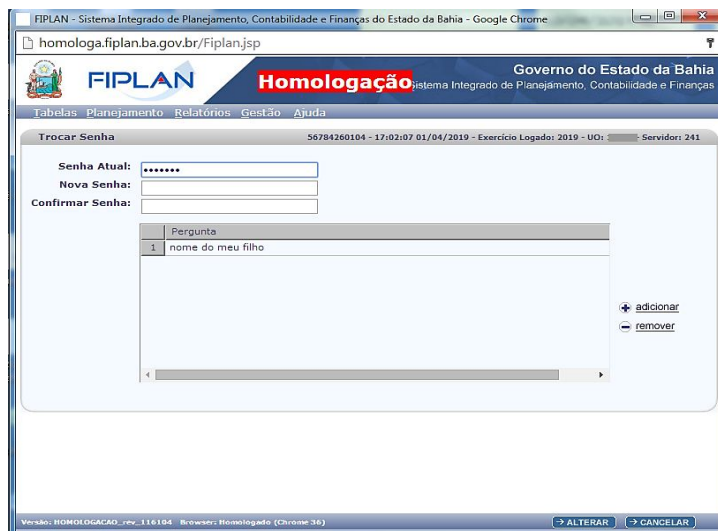 FIPLAN - Sistema Integrado de Planejamento, Contabilidade e Finanças do Estado da Bahia - Google Chrome
homologa.fiplan.ba.gov.br/Fiplan.jsp
FIPLAN
Homologação
Governo do Estado da Bahia
Sistema Integrado de Planejamento, Contabilidade e Finanças
Tabelas Planejamento Relatórios Gestão Ajuda
Trocar Senha 56784260104 - 17:02:07 01/04/2019 - Exercício Logado: 2019 - UO: - Servidor: 241
Senha Atual: •••••••
Nova Senha:
Confirmar Senha:
Pergunta
1 nome do meu filho
adicionar
remover
Versão: HOMOLOGACAO_rev_116104 Browser: Homologado (Chrome 36) ALTERAR CANCELAR